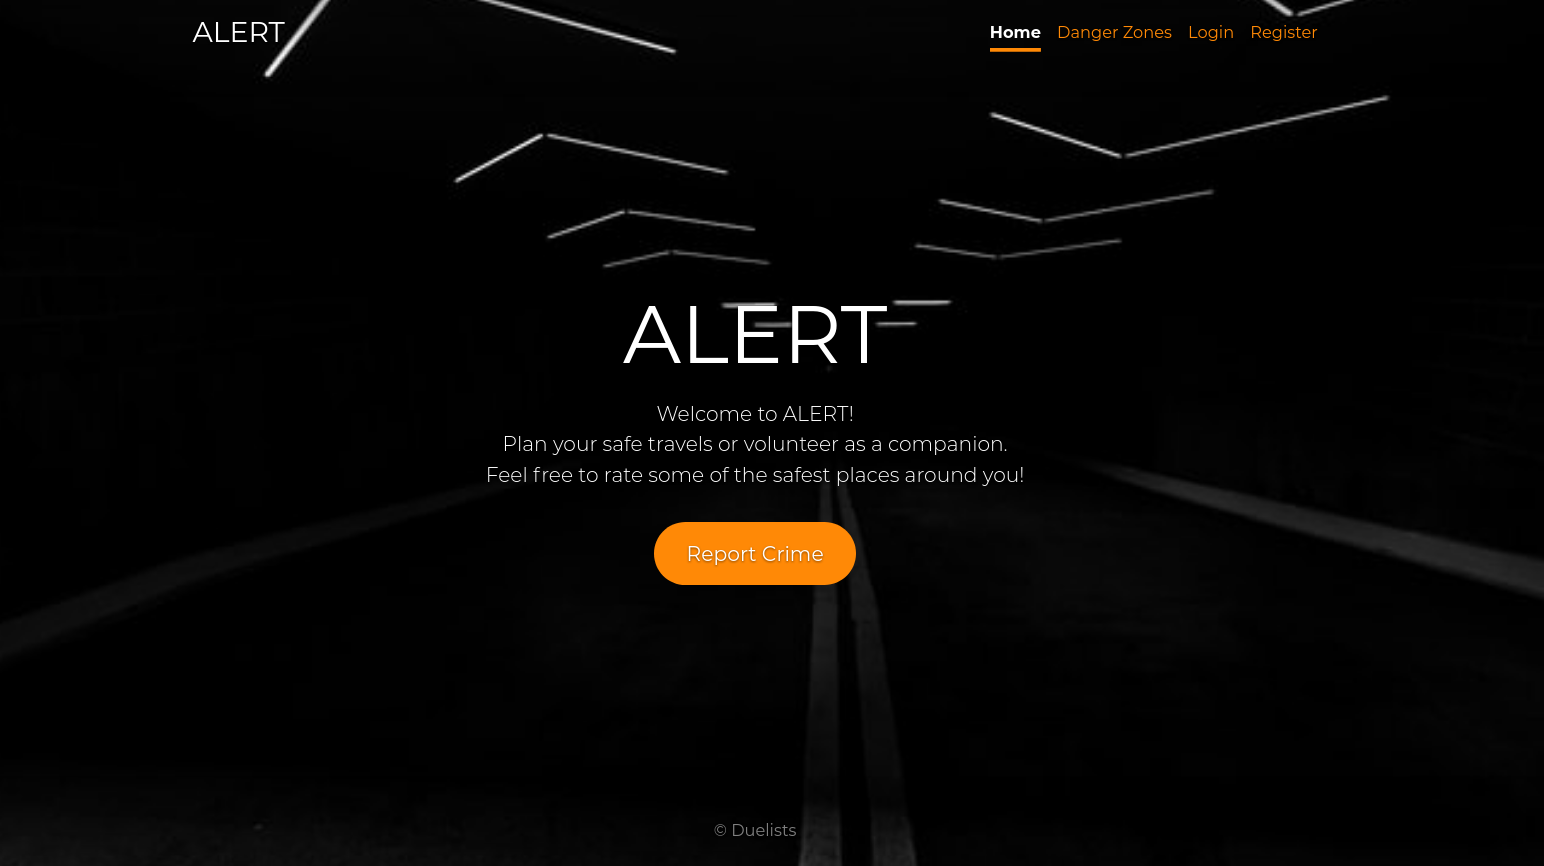 ALERT
Home Danger Zones Login Register
ALERT
Welcome to ALERT!
Plan your safe travels or volunteer as a companion.
Feel free to rate some of the safest places around you!
Report Crime
© Duelists